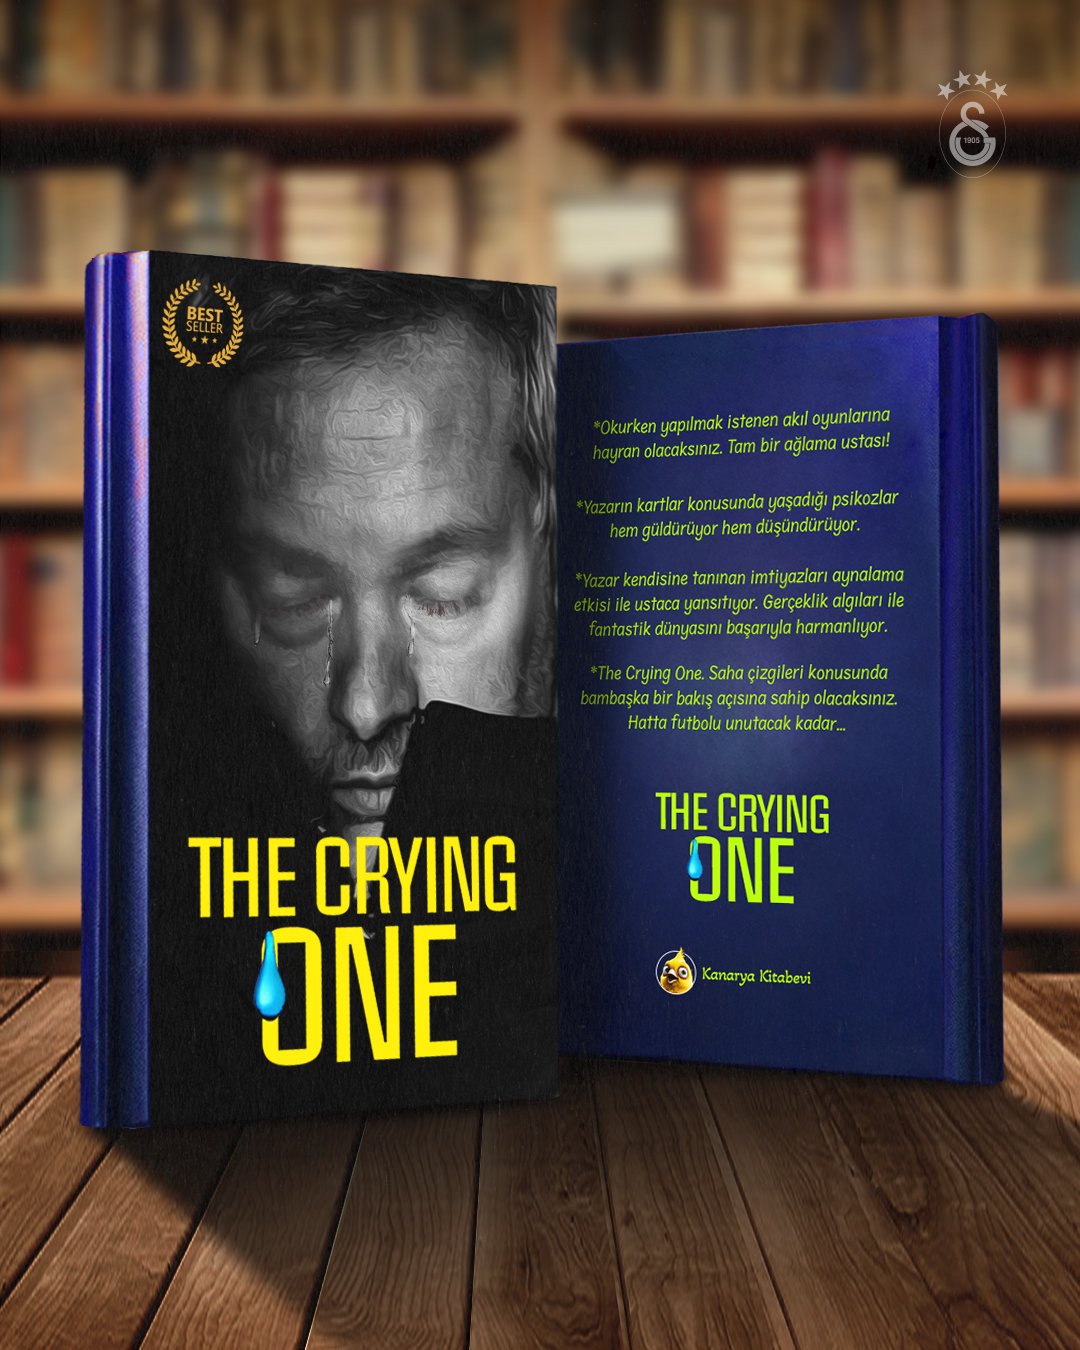 1905
BEST
SELLER
THE CRYING
ONE
*Okurken yapılmak istenen akıl oyunlarına
hayran olacaksınız. Tam bir ağlama ustası!
*Yazarın kartlar konusunda yaşadığı psikozlar
hem güldürüyor hem düşündürüyor.
*Yazar kendisine tanınan imtiyazları aynalama
etkisi ile ustaca yansıtıyor. Gerçeklik algıları ile
fantastik dünyasını başarıyla harmanlıyor.
*The Crying One. Saha çizgileri konusunda
bambaşka bir bakış açısına sahip olacaksınız.
Hatta futbolu unutacak kadar...
THE CRYING
ONE
Kanarya Kitabevi